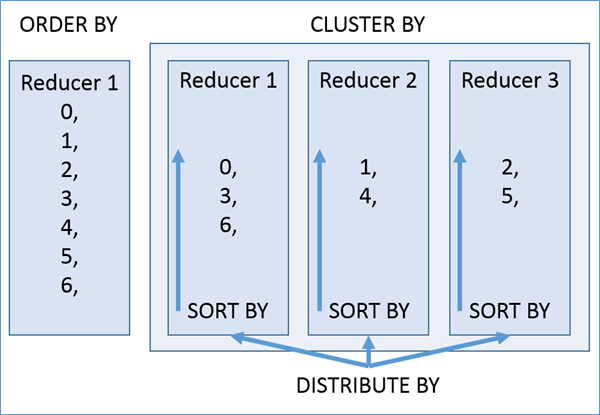 ORDER BY
CLUSTER BY
Reducer 1
0,
1,
2,
3,
4,
5,
6,
Reducer 1
0,
3,
6,
SORT BY
Reducer 2
1,
4,
SORT BY
Reducer 3
2,
5,
SORT BY
DISTRIBUTE BY